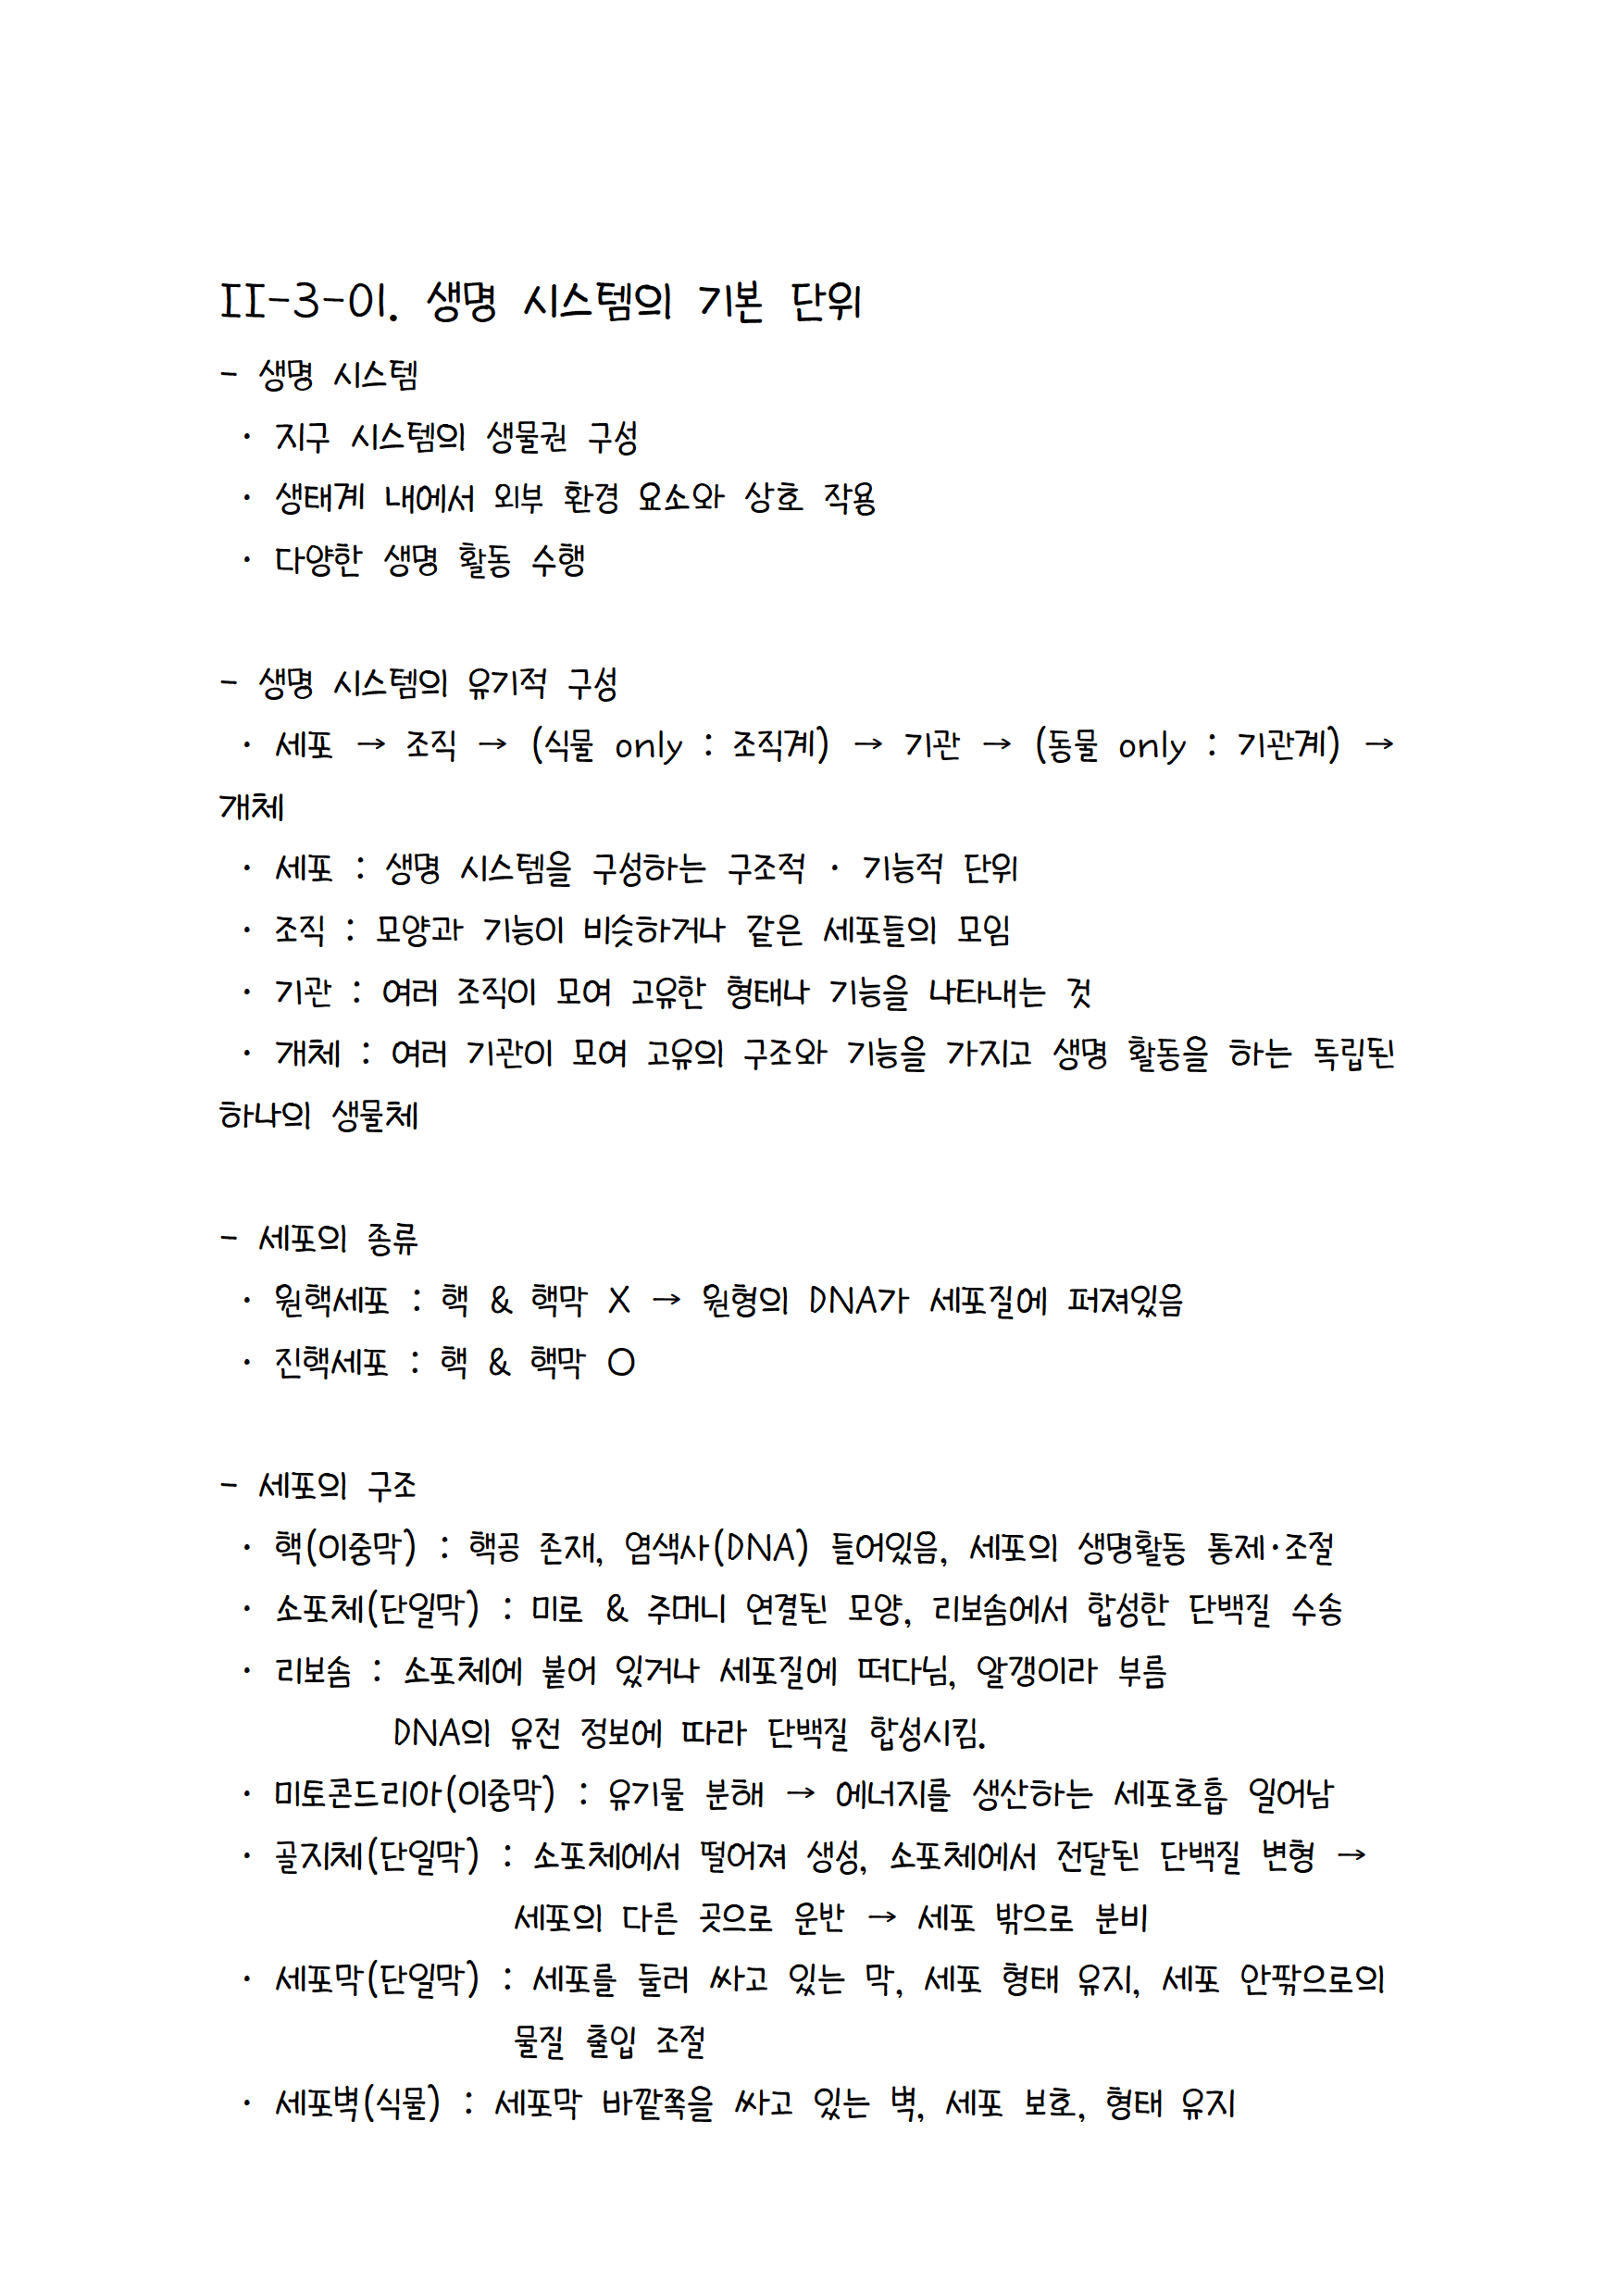 II-3-01. 생명 시스템의 기본 단위
- 생명 시스템
· 지구 시스템의 생물권 구성
· 생태계 내에서 외부 환경 요소와 상호 작용
· 다양한 생명 활동 수행
- 생명 시스템의 유기적 구성
· 세포 → 조직 → (식물 only : 조직계) → 기관 → (동물 only : 기관계) →
개체
· 세포 : 생명 시스템을 구성하는 구조적 · 기능적 단위
· 조직 : 모양과 기능이 비슷하거나 같은 세포들의 모임
· 기관 : 여러 조직이 모여 고유한 형태나 기능을 나타내는 것
· 개체 : 여러 기관이 모여 고유의 구조와 기능을 가지고 생명 활동을 하는 독립된
하나의 생물체
- 세포의 종류
· 원핵세포 : 핵 & 핵막 X → 원형의 DNA가 세포질에 퍼져있음
· 진핵세포 : 핵 & 핵막 O
- 세포의 구조
· 핵(이중막) : 핵공 존재, 염색사(DNA) 들어있음, 세포의 생명활동 통제·조절
· 소포체(단일막) : 미로 & 주머니 연결된 모양, 리보솜에서 합성한 단백질 수송
· 리보솜 : 소포체에 붙어 있거나 세포질에 떠다님, 알갱이라 부름
DNA의 유전 정보에 따라 단백질 합성시킴.
· 미토콘드리아(이중막) : 유기물 분해 → 에너지를 생산하는 세포호흡 일어남
· 골지체(단일막) : 소포체에서 떨어져 생성, 소포체에서 전달된 단백질 변형 →
세포의 다른 곳으로 운반 → 세포 밖으로 분비
· 세포막(단일막) : 세포를 둘러 싸고 있는 막, 세포 형태 유지, 세포 안팎으로의
물질 출입 조절
· 세포벽(식물) : 세포막 바깥쪽을 싸고 있는 벽, 세포 보호, 형태 유지